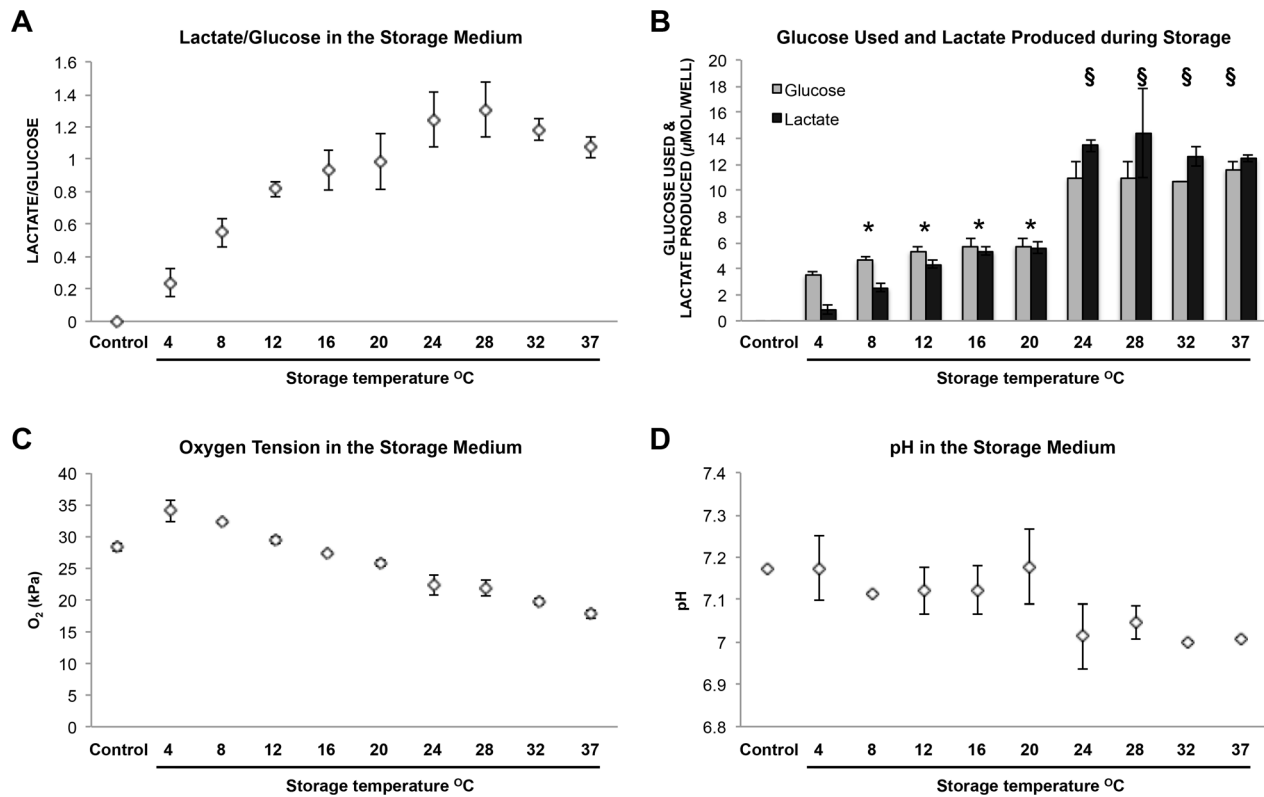 A
Lactate/Glucose in the Storage Medium
LACTATE/GLUCOSE
1.6
1.4
1.2
1
0.8
0.6
0.4
0.2
0
Control 4 8 12 16 20 24 28 32 37
Storage temperature ᴼC
B
Glucose Used and Lactate Produced during Storage
GLUCOSE USED &
LACTATE PRODUCED (µMOL/WELL)
20
18
16
14
12
10
8
6
4
2
0
Glucose
Lactate
* * * * § § § §
Control 4 8 12 16 20 24 28 32 37
Storage temperature ᴼC
C
Oxygen Tension in the Storage Medium
O₂ (kPa)
40
35
30
25
20
15
10
5
0
Control 4 8 12 16 20 24 28 32 37
Storage temperature ᴼC
D
pH in the Storage Medium
pH
7.4
7.3
7.2
7.1
7
6.9
6.8
Control 4 8 12 16 20 24 28 32 37
Storage temperature ᴼC